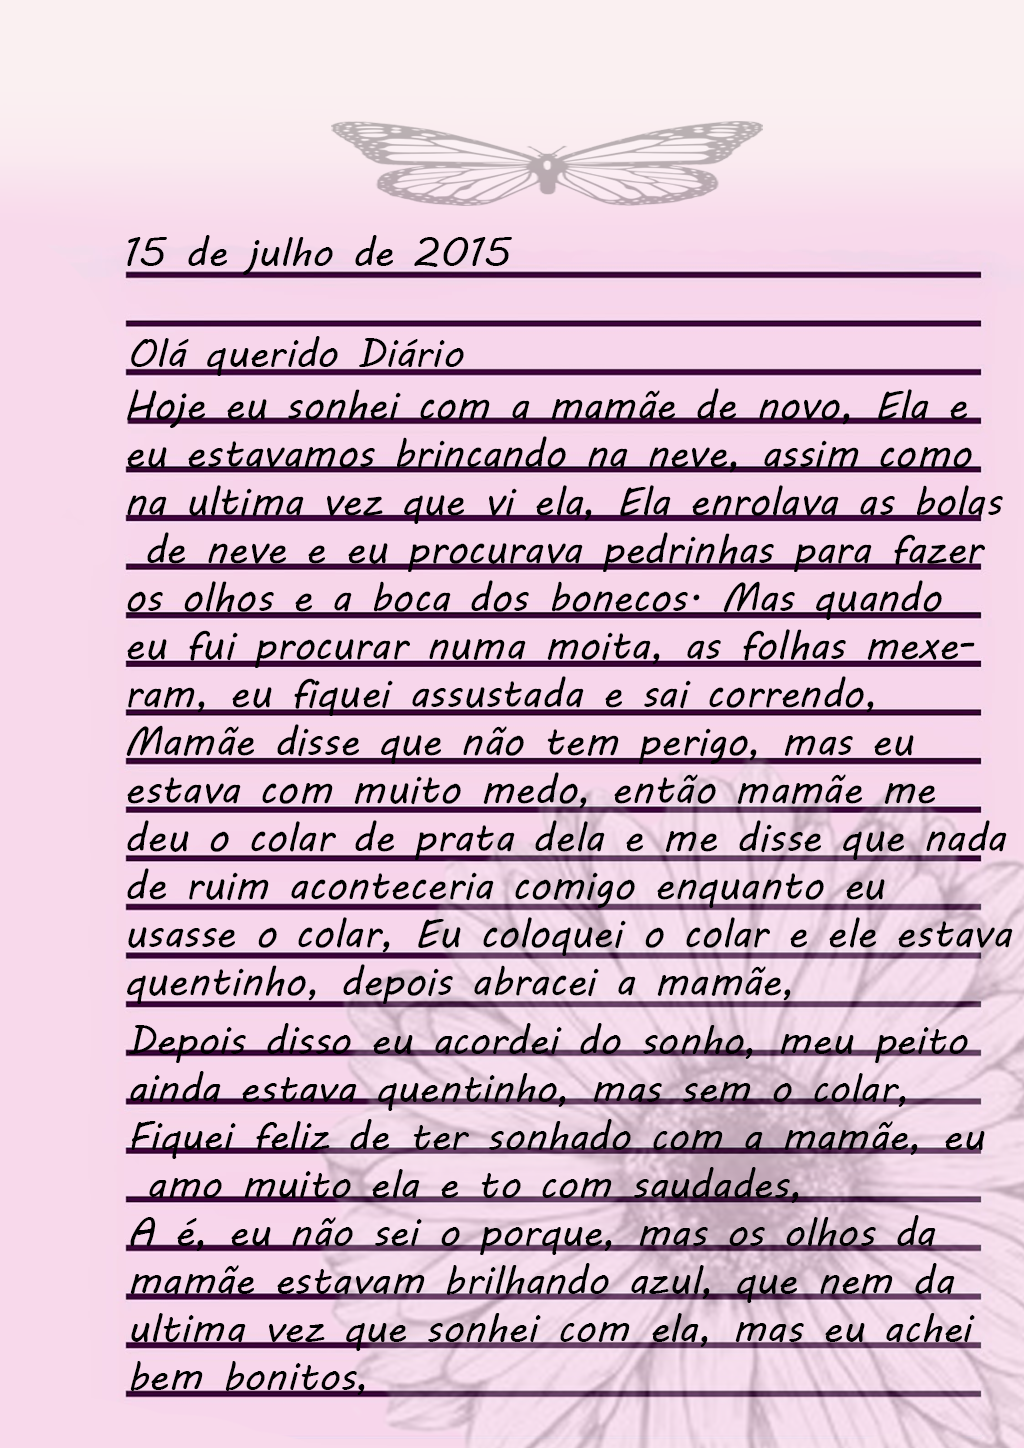 15 de julho de 2015
Olá querido Diário
Hoje eu sonhei com a mamãe de novo, Ela e
eu estavamos brincando na neve, assim como
na ultima vez que vi ela. Ela enrolava as bolas
de neve e eu procurava pedrinhas para fazer
os olhos e a boca dos bonecos. Mas quando
eu fui procurar numa moita, as folhas mexe-
ram, eu fiquei assustada e sai correndo,
Mamãe disse que não tem perigo, mas eu
estava com muito medo, então mamãe me
deu o colar de prata dela e me disse que nada
de ruim aconteceria comigo enquanto eu
usasse o colar, Eu coloquei o colar e ele estava
quentinho, depois abracei a mamãe,
Depois disso eu acordei do sonho, meu peito
ainda estava quentinho, mas sem o colar,
Fiquei feliz de ter sonhado com a mamãe, eu
amo muito ela e to com saudades,
A é, eu não sei o porque, mas os olhos da
mamãe estavam brilhando azul, que nem da
ultima vez que sonhei com ela, mas eu achei
bem bonitos,